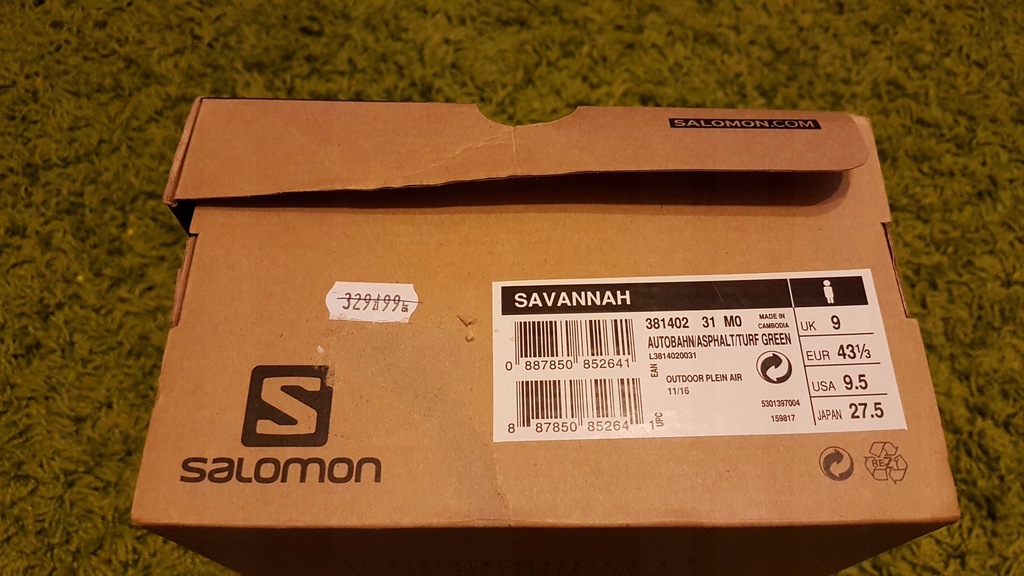 SALOMON.COM
329499
SAVANNAH
381402 31 M0
MADE IN
CAMBODIA
AUTOBAHN/ASPHALT/TURF GREEN
L3814020031
0 887850 852641
EAN
OUTDOOR PLEIN AIR
11/16
8 87850 85264 1
UPC
5301397004
159817
UK 9
EUR 43⅓
USA 9.5
JAPAN 27.5
S
SALOMON
REZY